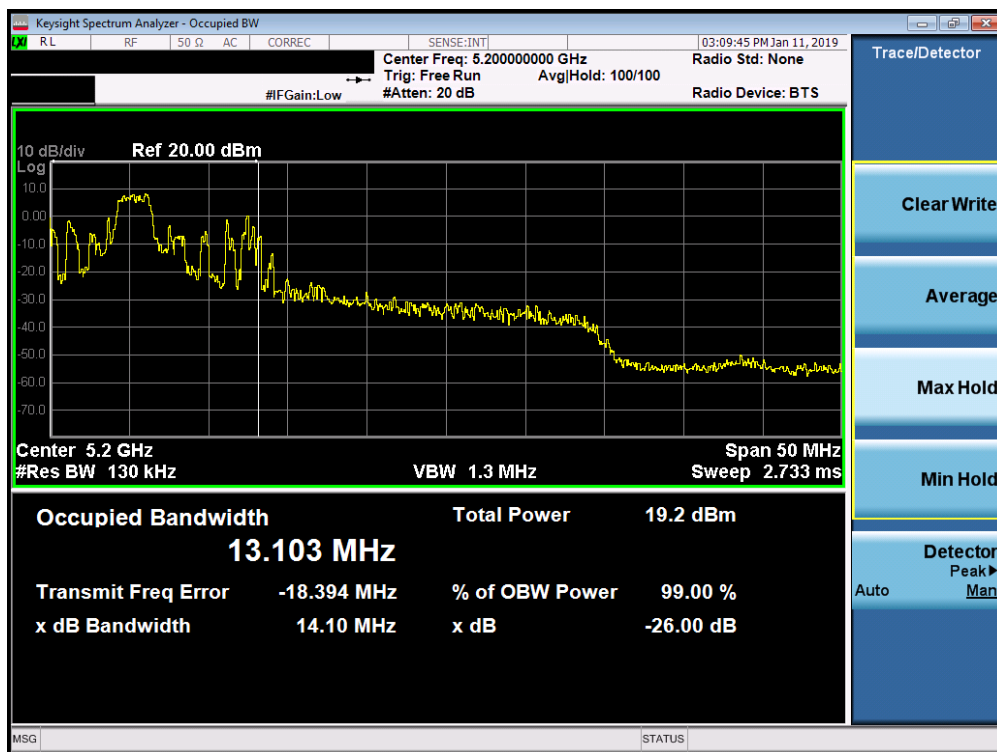 Keysight Spectrum Analyzer - Occupied BW
LXI RL RF 50 Ω AC CORREC SENSE:INT 03:09:45 PM Jan 11, 2019
Center Freq: 5.200000000 GHz Radio Std: None
Trig: Free Run Avg|Hold: 100/100
#IFGain:Low #Atten: 20 dB Radio Device: BTS
Trace/Detector
10 dB/div Ref 20.00 dBm
Log
10.0
0.00
-10.0
-20.0
-30.0
-40.0
-50.0
-60.0
-70.0
Center 5.2 GHz Span 50 MHz
#Res BW 130 kHz VBW 1.3 MHz Sweep 2.733 ms
Occupied Bandwidth Total Power 19.2 dBm
13.103 MHz
Transmit Freq Error -18.394 MHz % of OBW Power 99.00 %
x dB Bandwidth 14.10 MHz x dB -26.00 dB
Clear Write
Average
Max Hold
Min Hold
Detector
Peak▶
Auto Man
MSG STATUS